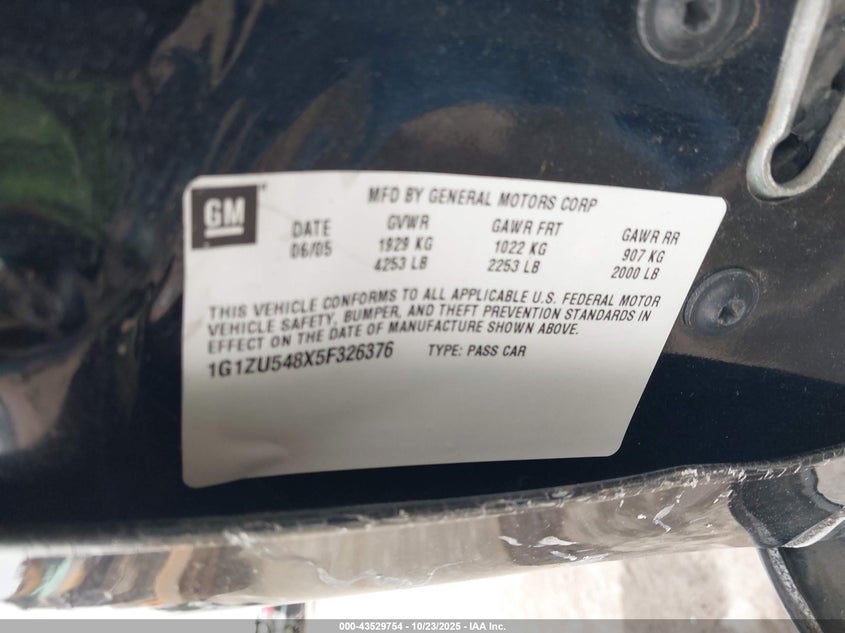 GM
MFD BY GENERAL MOTORS CORP
DATE GVWR GAWR FRT GAWR RR
06/05 1929 KG 1022 KG 907 KG
4253 LB 2253 LB 2000 LB
THIS VEHICLE CONFORMS TO ALL APPLICABLE U.S. FEDERAL MOTOR
VEHICLE SAFETY, BUMPER, AND THEFT PREVENTION STANDARDS IN
EFFECT ON THE DATE OF MANUFACTURE SHOWN ABOVE.
1G1ZU548X5F326376 TYPE: PASS CAR
000-43529754 | 10/23/2025 - IAA Inc.